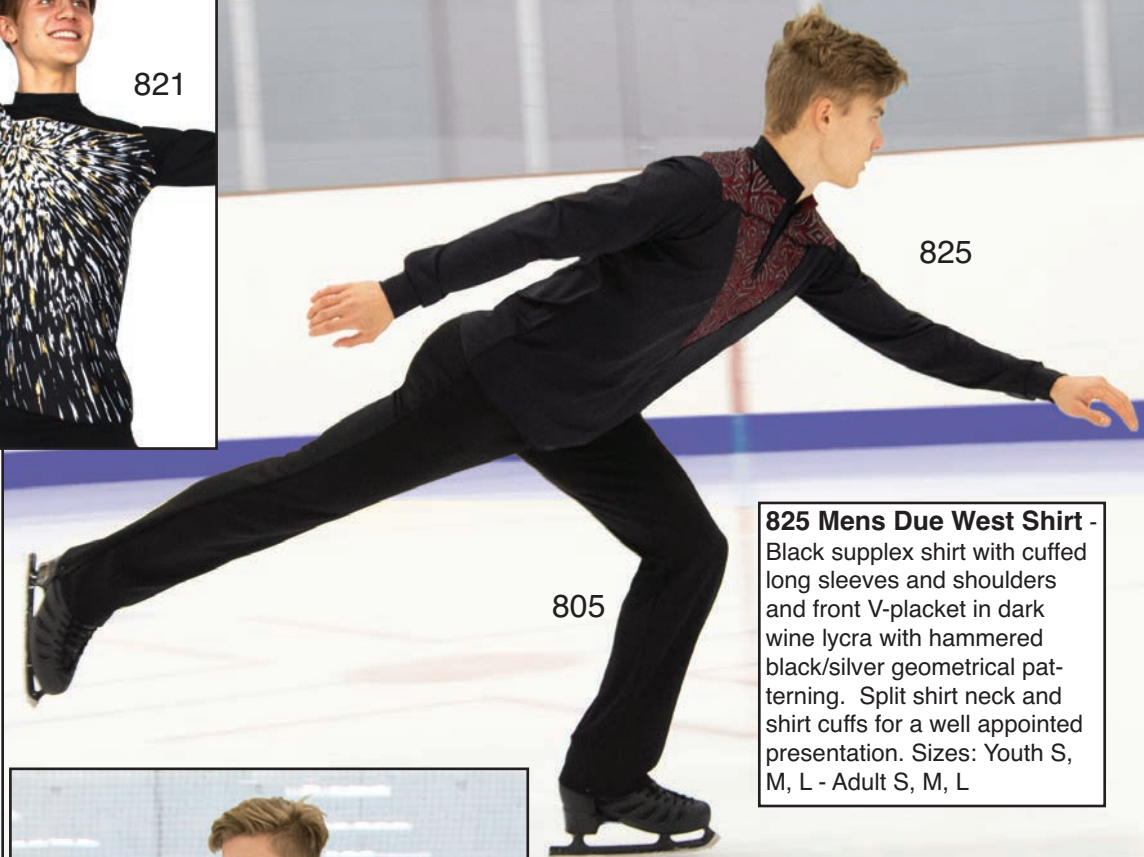 821
825
805
825 Mens Due West Shirt -
Black supplex shirt with cuffed
long sleeves and shoulders
and front V-placket in dark
wine lycra with hammered
black/silver geometrical pat-
terning.  Split shirt neck and
shirt cuffs for a well appointed
presentation. Sizes: Youth S,
M, L - Adult S, M, L